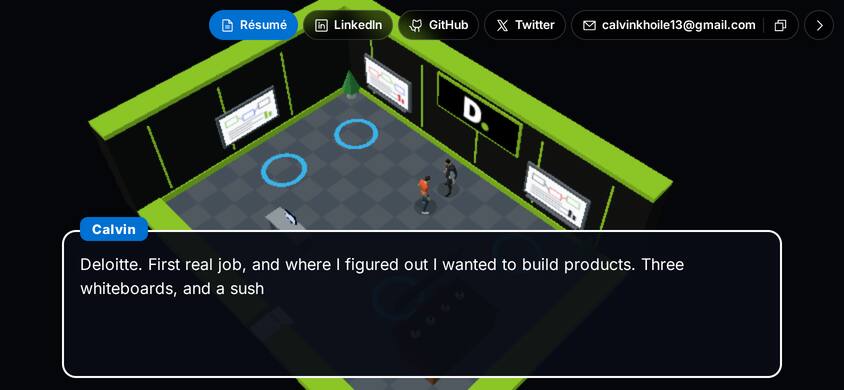 Résumé
LinkedIn
GitHub
Twitter
calvinkhoile13@gmail.com
D.
Calvin
Deloitte. First real job, and where I figured out I wanted to build products. Three
whiteboards, and a sush